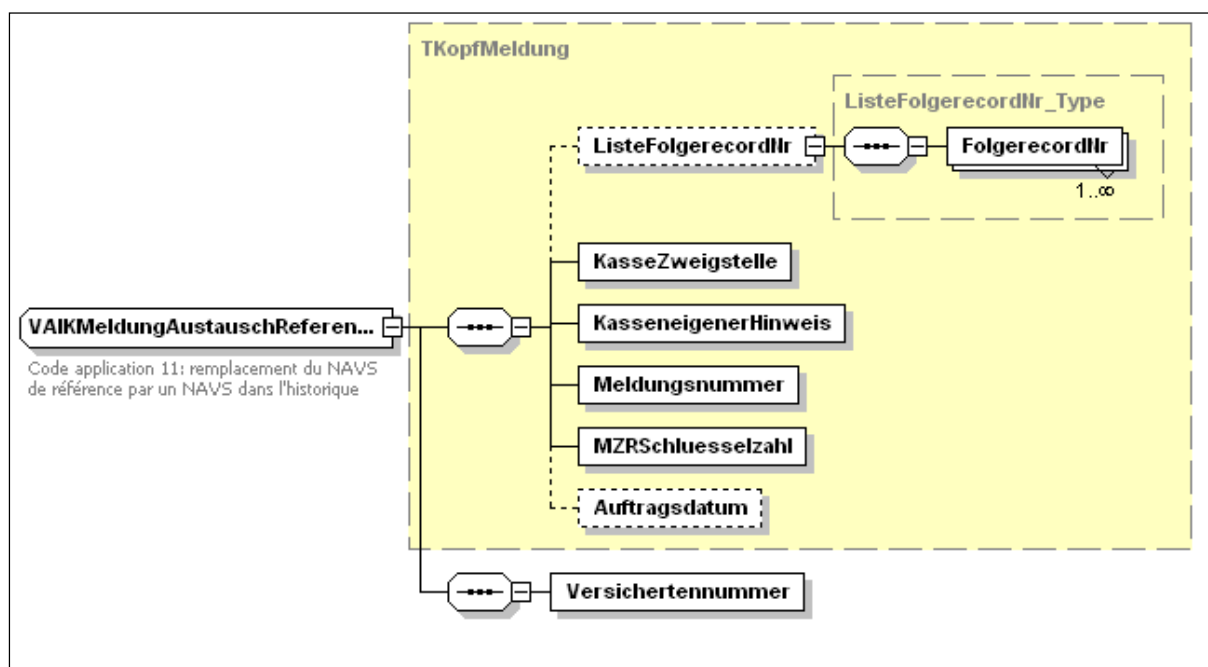 TKopfMeldung
ListeFolgerecordNr_Type
ListeFolgerecordNr
FolgerecordNr
1..∞
KasseZweigstelle
VAIKMeldungAustauschReferen...
KasseneigenerHinweis
Code application 11: remplacement du NAVS
de référence par un NAVS dans l'historique
Meldungsnummer
MZRSchluesselzahl
Auftragsdatum
Versichertennummer